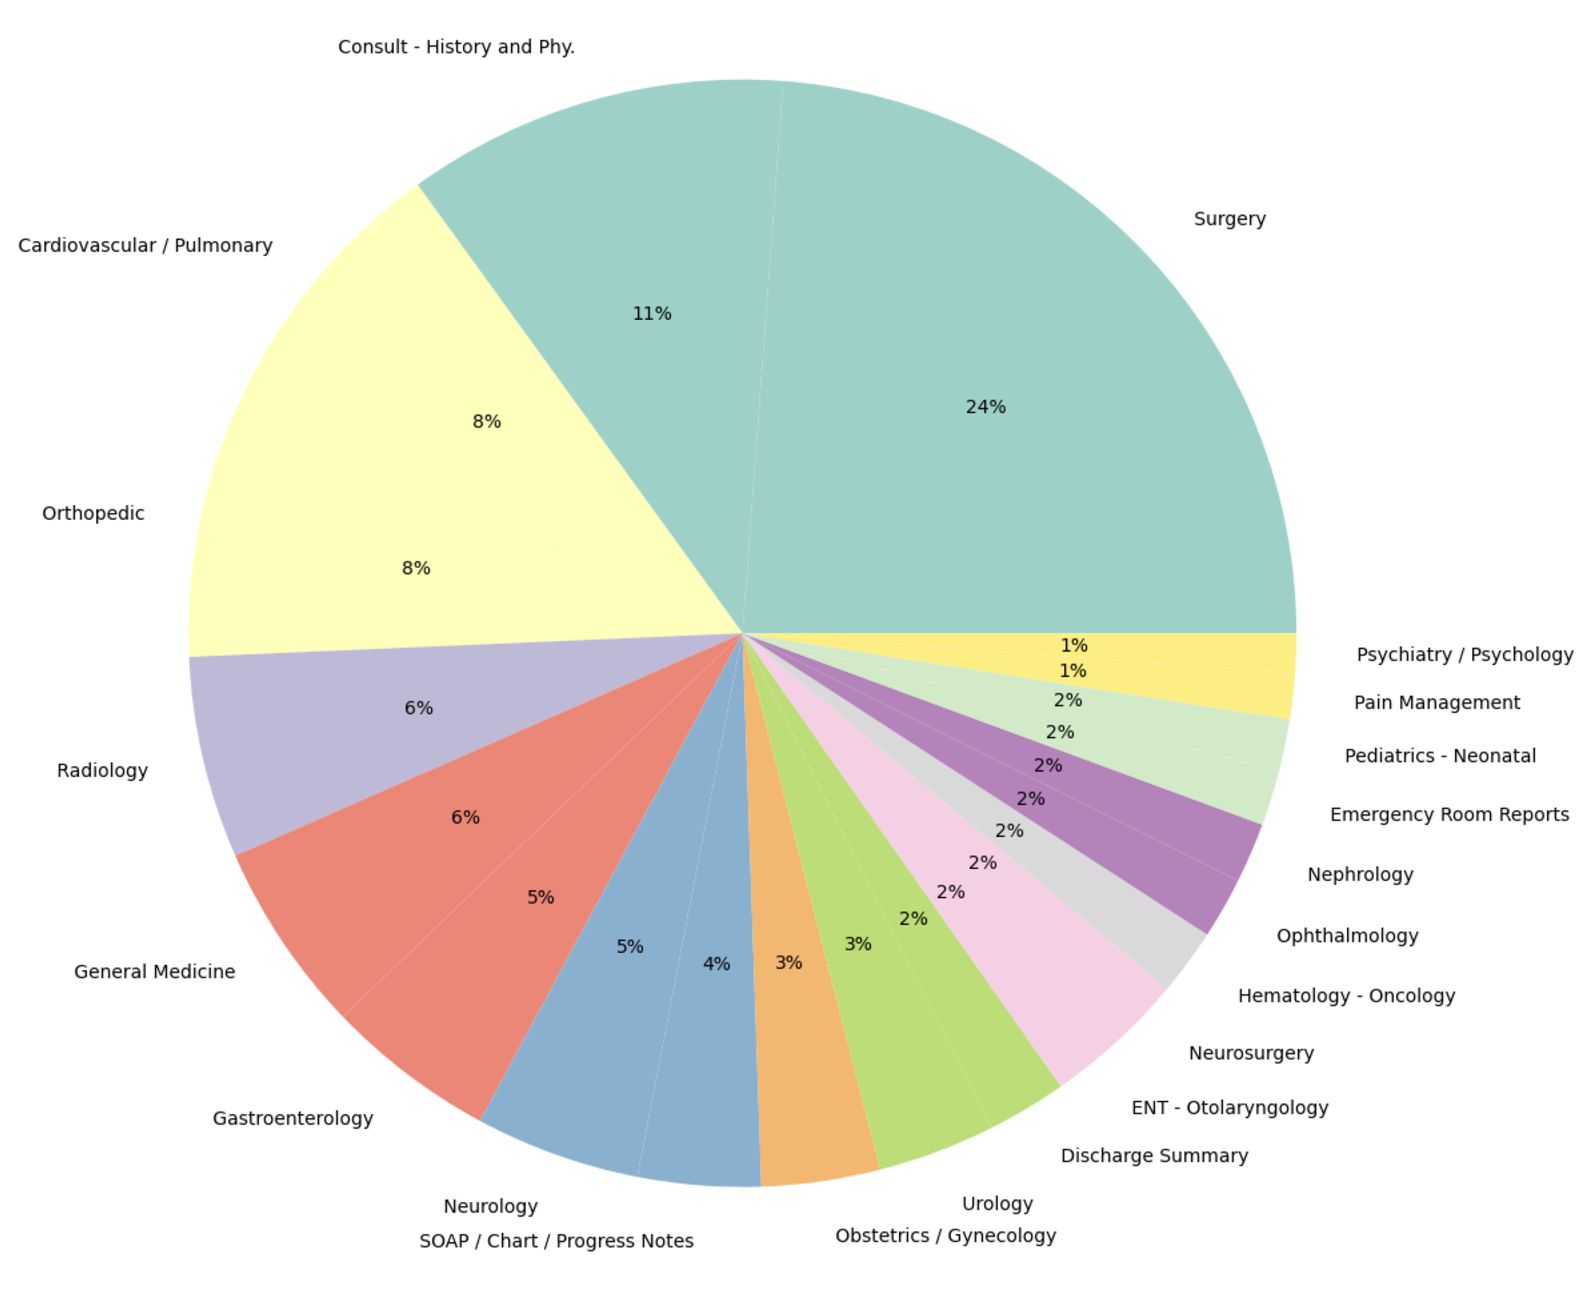 Consult - History and Phy.
Surgery
Cardiovascular / Pulmonary
11%
24%
8%
Orthopedic
8%
1%
Psychiatry / Psychology
1%
Pain Management
2%
6%
2%
Pediatrics - Neonatal
Radiology
2%
2%
Emergency Room Reports
6%
2%
2%
Nephrology
5%
2%
2%
Ophthalmology
5%
3%
4%
3%
General Medicine
Hematology - Oncology
Neurosurgery
Gastroenterology
ENT - Otolaryngology
Discharge Summary
Neurology
Urology
SOAP / Chart / Progress Notes
Obstetrics / Gynecology